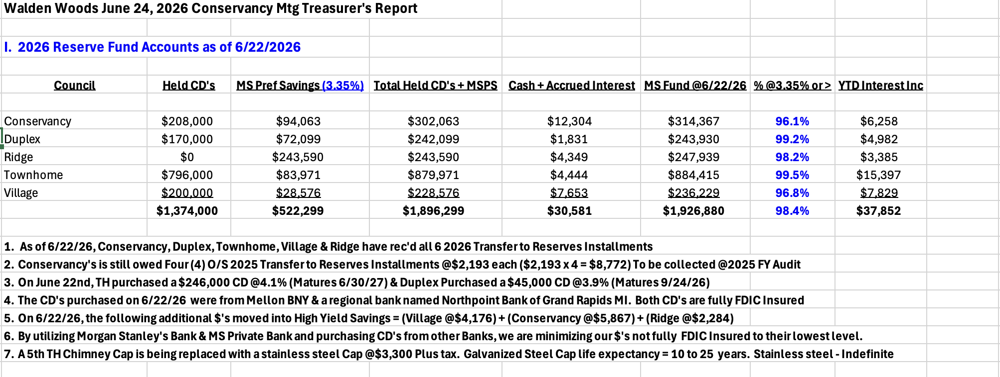 Walden Woods June 24, 2026 Conservancy Mtg Treasurer's Report
I. 2026 Reserve Fund Accounts as of 6/22/2026
Council Held CD's MS Pref Savings (3.35%) Total Held CD's + MSPS Cash + Accrued Interest MS Fund @6/22/26 % @3.35% or > YTD Interest Inc
Conservancy $208,000 $94,063 $302,063 $12,304 $314,367 96.1% $6,258
Duplex $170,000 $72,099 $242,099 $1,831 $243,930 99.2% $4,982
Ridge $0 $243,590 $243,590 $4,349 $247,939 98.2% $3,385
Townhome $796,000 $83,971 $879,971 $4,444 $884,415 99.5% $15,397
Village $200,000 $28,576 $228,576 $7,653 $236,229 96.8% $7,829
$1,374,000 $522,299 $1,896,299 $30,581 $1,926,880 98.4% $37,852
1. As of 6/22/26, Conservancy, Duplex, Townhome, Village & Ridge have rec'd all 6 2026 Transfer to Reserves Installments
2. Conservancy's is still owed Four (4) O/S 2025 Transfer to Reserves Installments @$2,193 each ($2,193 x 4 = $8,772) To be collected @2025 FY Audit
3. On June 22nd, TH purchased a $246,000 CD @4.1% (Matures 6/30/27) & Duplex Purchased a $45,000 CD @3.9% (Matures 9/24/26)
4. The CD's purchased on 6/22/26 were from Mellon BNY & a regional bank named Northpoint Bank of Grand Rapids MI. Both CD's are fully FDIC Insured
5. On 6/22/26, the following additional $'s moved into High Yield Savings = (Village @$4,176) + (Conservancy @$5,867) + (Ridge @$2,284)
6. By utilizing Morgan Stanley's Bank & MS Private Bank and purchasing CD's from other Banks, we are minimizing our $'s not fully FDIC Insured to their lowest level.
7. A 5th TH Chimney Cap is being replaced with a stainless steel Cap @$3,300 Plus tax. Galvanized Steel Cap life expectancy = 10 to 25 years. Stainless steel - Indefinite